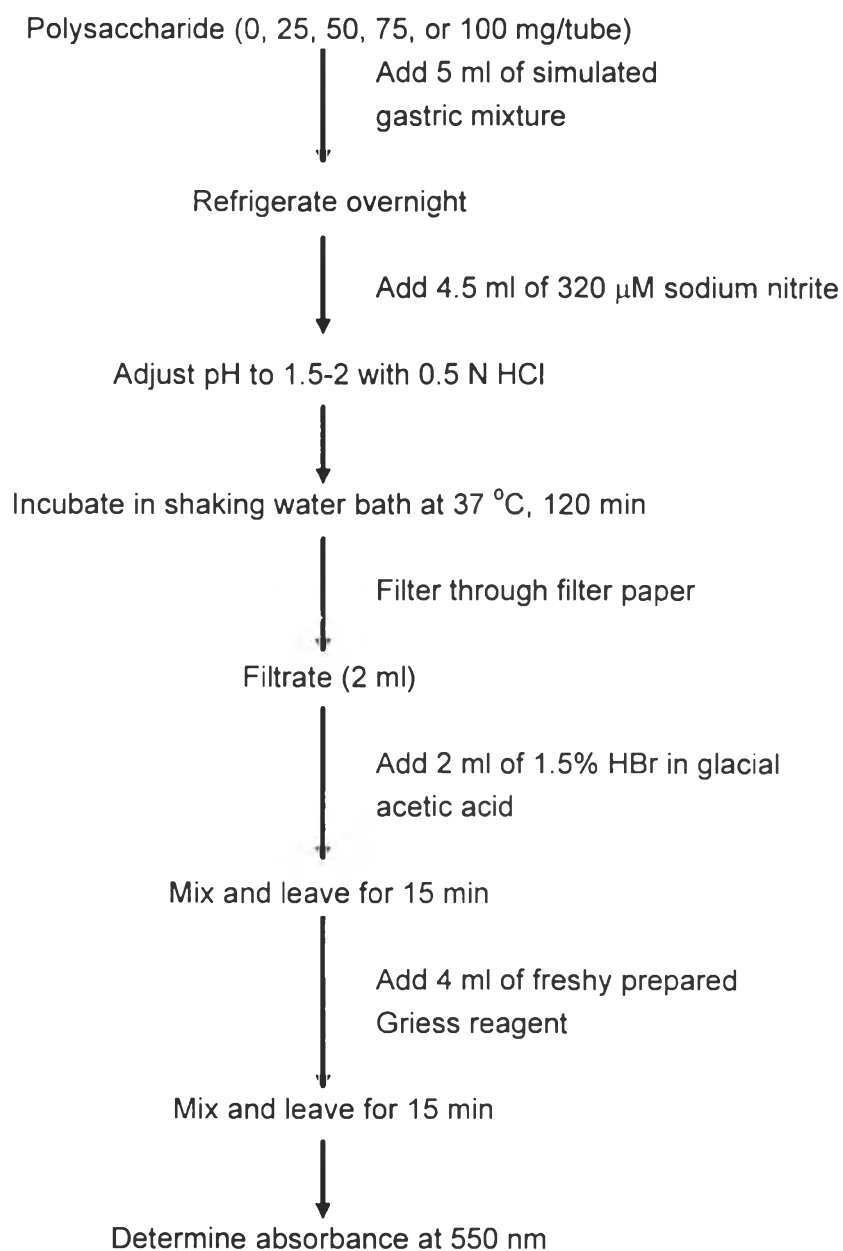 Polysaccharide (0, 25, 50, 75, or 100 mg/tube)
Add 5 ml of simulated
gastric mixture
Refrigerate overnight
Add 4.5 ml of 320 μM sodium nitrite
Adjust pH to 1.5-2 with 0.5 N HCl
Incubate in shaking water bath at 37 °C, 120 min
Filter through filter paper
Filtrate (2 ml)
Add 2 ml of 1.5% HBr in glacial
acetic acid
Mix and leave for 15 min
Add 4 ml of freshy prepared
Griess reagent
Mix and leave for 15 min
Determine absorbance at 550 nm